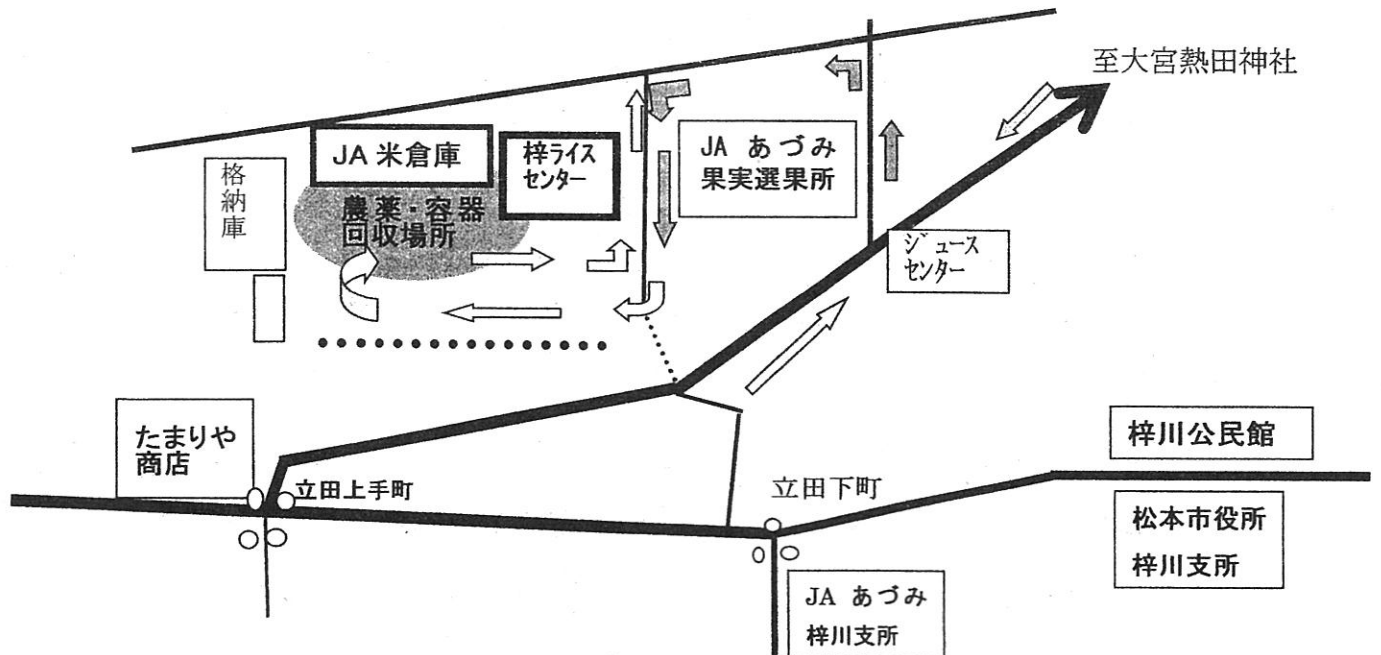 至大宮熱田神社
JA 米倉庫
梓ライス
センター
JA あづみ
果実選果所
格納庫
農薬・容器
回収場所
ジュース
センター
たまりや
商店
立田上手町
立田下町
梓川公民館
松本市役所
梓川支所
JA あづみ
梓川支所